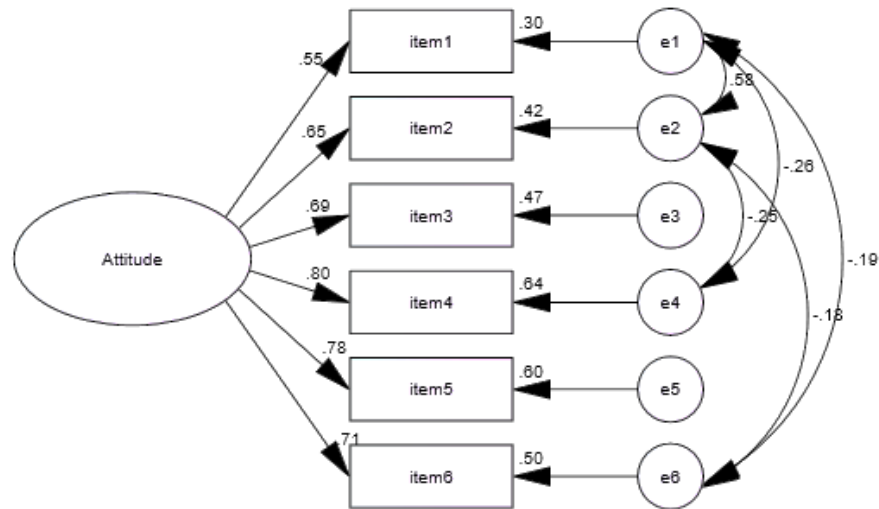 .30
item1
e1
.55
.58
.42
item2
e2
.65
-.26
.47
item3
e3
.69
-.25
Attitude
-.19
.80
.64
item4
e4
-.18
.78
.60
item5
e5
.71
.50
item6
e6